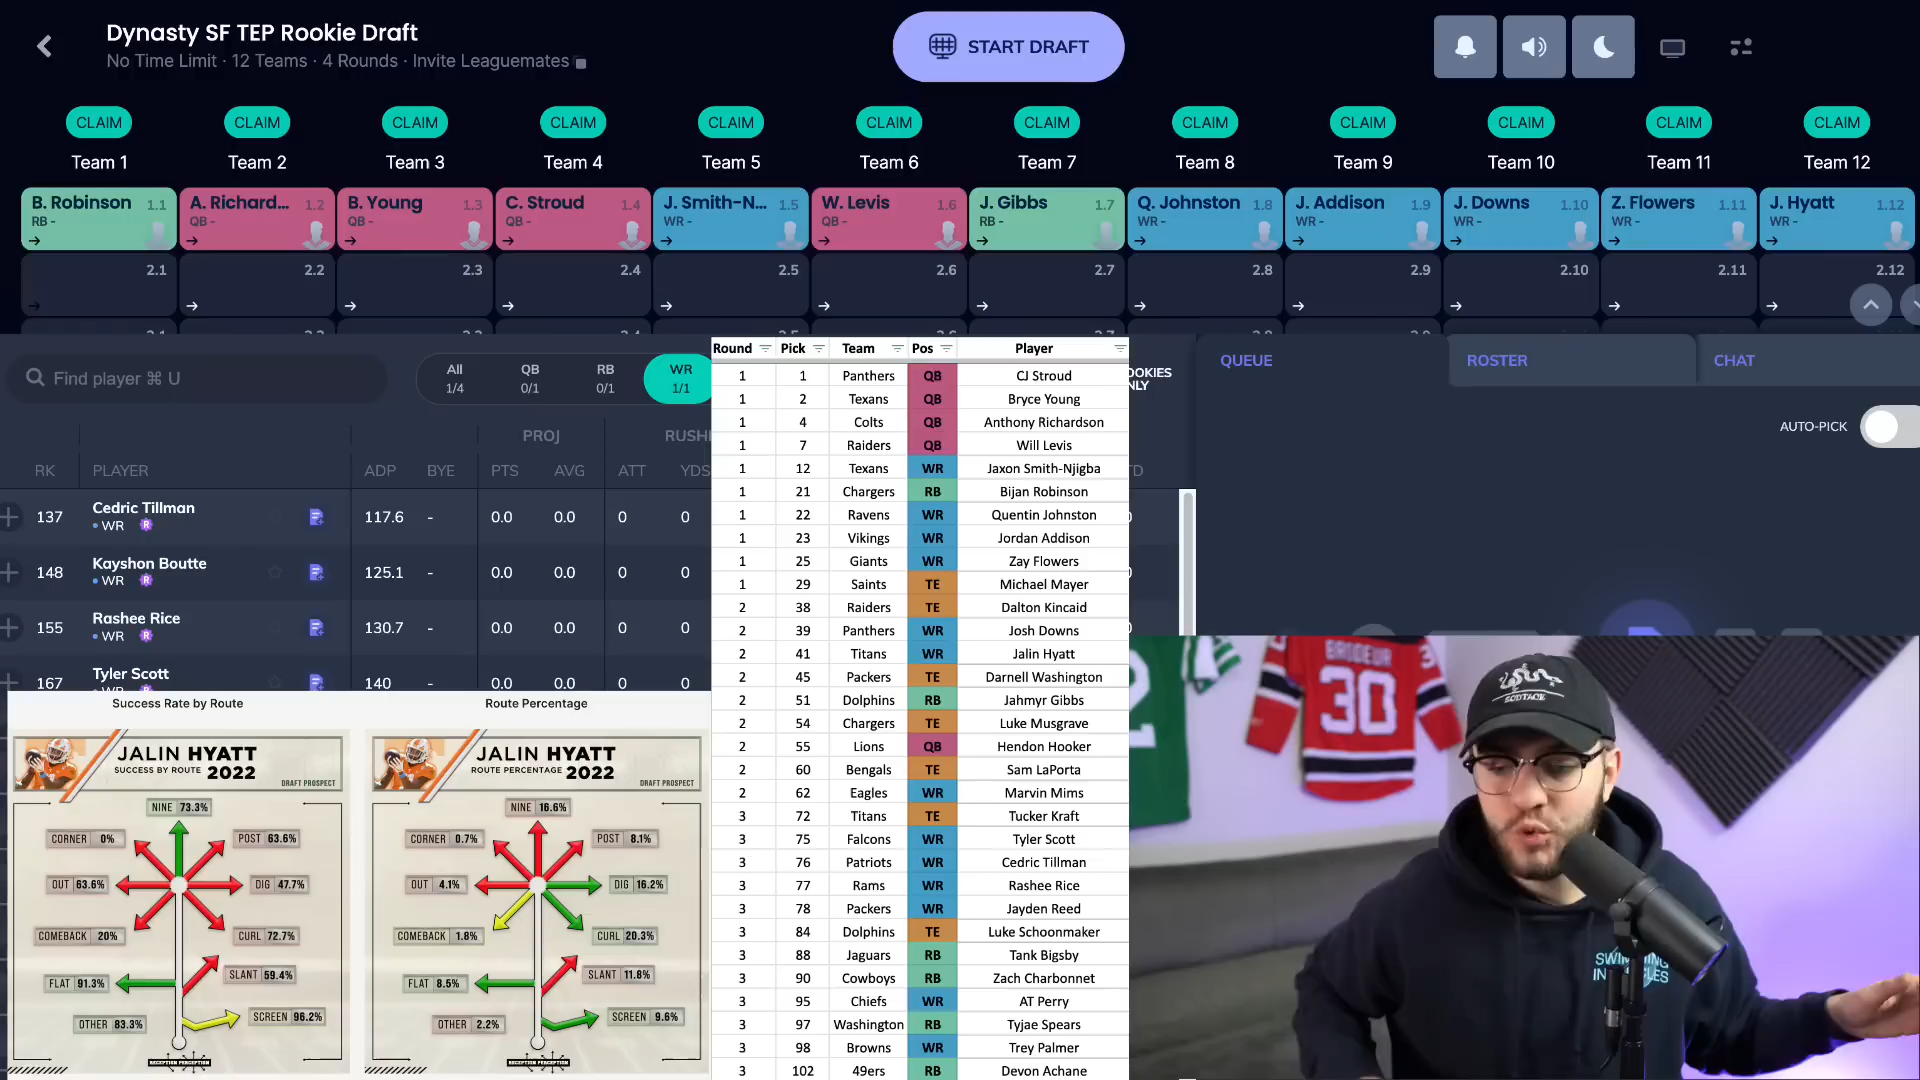 Dynasty SF TEP Rookie Draft
No Time Limit · 12 Teams · 4 Rounds · Invite Leaguemates
START DRAFT
CLAIM CLAIM CLAIM CLAIM CLAIM CLAIM CLAIM CLAIM CLAIM CLAIM CLAIM CLAIM
Team 1 Team 2 Team 3 Team 4 Team 5 Team 6 Team 7 Team 8 Team 9 Team 10 Team 11 Team 12
B. Robinson 1.1 A. Richard... 1.2 B. Young 1.3 C. Stroud 1.4 J. Smith-N... 1.5 W. Levis 1.6 J. Gibbs 1.7 Q. Johnston 1.8 J. Addison 1.9 J. Downs 1.10 Z. Flowers 1.11 J. Hyatt 1.12
RB - QB - QB - QB - WR - QB - RB - WR - WR - WR - WR - WR -
2.1 2.2 2.3 2.4 2.5 2.6 2.7 2.8 2.9 2.10 2.11 2.12
Find player ⌘ U
All QB RB WR
1/4 0/1 0/1 1/1
OOKIES
NLY
QUEUE ROSTER CHAT
AUTO-PICK
PROJ RUSHI
RK PLAYER ADP BYE PTS AVG ATT YDS TD
137 Cedric Tillman WR R 117.6 - 0.0 0.0 0 0
148 Kayshon Boutte WR R 125.1 - 0.0 0.0 0 0
155 Rashee Rice WR R 130.7 - 0.0 0.0 0 0
167 Tyler Scott WR 140 - 0.0 0.0 0 0
Round Pick Team Pos Player
1 1 Panthers QB CJ Stroud
1 2 Texans QB Bryce Young
1 4 Colts QB Anthony Richardson
1 7 Raiders QB Will Levis
1 12 Texans WR Jaxon Smith-Njigba
1 21 Chargers RB Bijan Robinson
1 22 Ravens WR Quentin Johnston
1 23 Vikings WR Jordan Addison
1 25 Giants WR Zay Flowers
1 29 Saints TE Michael Mayer
2 38 Raiders TE Dalton Kincaid
2 39 Panthers WR Josh Downs
2 41 Titans WR Jalin Hyatt
2 45 Packers TE Darnell Washington
2 51 Dolphins RB Jahmyr Gibbs
2 54 Chargers TE Luke Musgrave
2 55 Lions QB Hendon Hooker
2 60 Bengals TE Sam LaPorta
2 62 Eagles WR Marvin Mims
3 72 Titans TE Tucker Kraft
3 75 Falcons WR Tyler Scott
3 76 Patriots WR Cedric Tillman
3 77 Rams WR Rashee Rice
3 78 Packers WR Jayden Reed
3 84 Dolphins TE Luke Schoonmaker
3 88 Jaguars RB Tank Bigsby
3 90 Cowboys RB Zach Charbonnet
3 95 Chiefs WR AT Perry
3 97 Washington RB Tyjae Spears
3 98 Browns WR Trey Palmer
3 102 49ers RB Devon Achane
Success Rate by Route
JALIN HYATT
SUCCESS BY ROUTE 2022
DRAFT PROSPECT
NINE 73.3%
CORNER 0% POST 63.6%
OUT 63.6% DIG 47.7%
COMEBACK 20% CURL 72.7%
SLANT 59.4%
FLAT 91.3%
OTHER 83.3% SCREEN 96.2%
RECEPTION PERCEPTION
Route Percentage
JALIN HYATT
ROUTE PERCENTAGE 2022
DRAFT PROSPECT
NINE 16.6%
CORNER 0.7% POST 8.1%
OUT 4.1% DIG 16.2%
COMEBACK 1.8% CURL 20.3%
SLANT 11.8%
FLAT 8.5%
OTHER 2.2% SCREEN 9.6%
RECEPTION PERCEPTION
BRODEUR
30